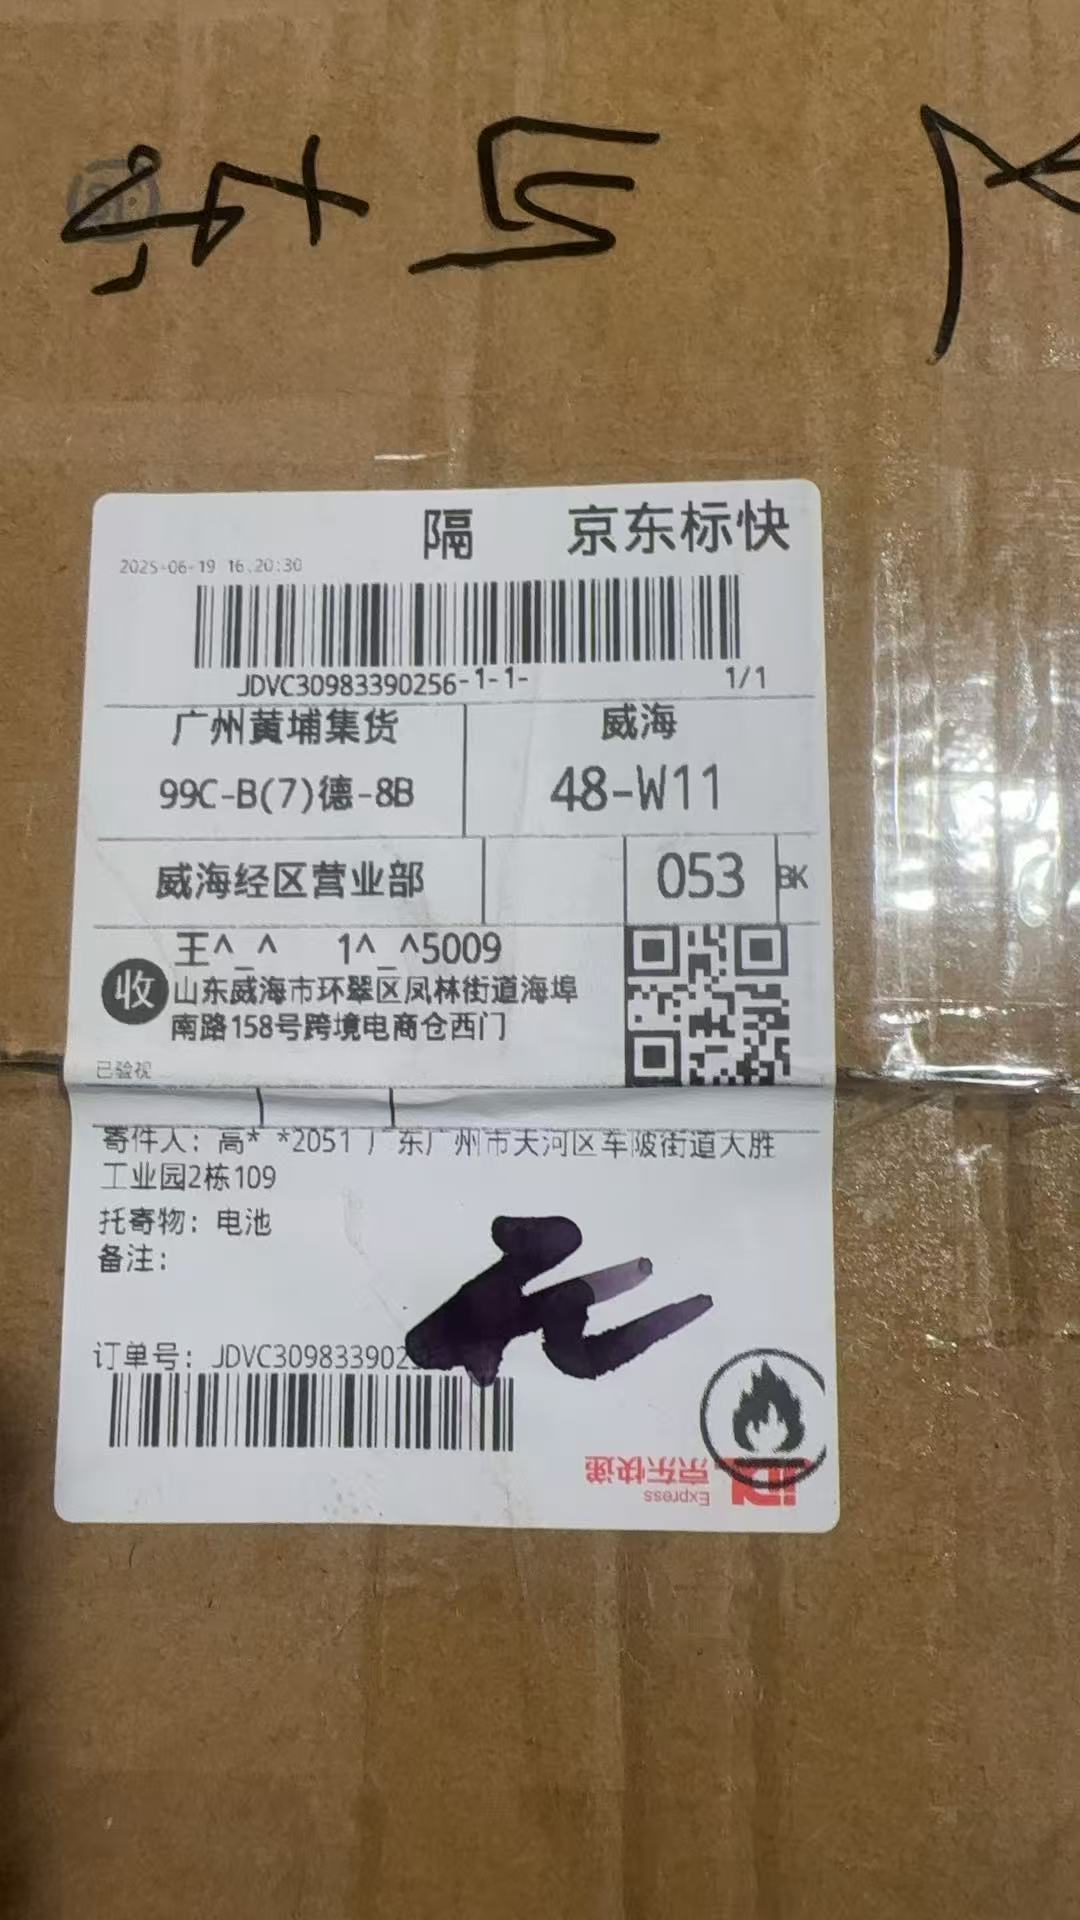 隔 京东标快
2025-06-19 16:20:30
JDVC30983390256-1-1- 1/1
广州黄埔集货 威海
99C-B(7)德-8B 48-W11
威海经区营业部 053 BK
王^_^ 1^_^5009
收 山东威海市环翠区凤林街道海埠
南路158号跨境电商仓西门
已验视
寄件人：高* *2051 广东广州市天河区车陂街道大胜
工业园2栋109
托寄物：电池
备注：
订单号：JDVC309833902
京东快递
Express
JD